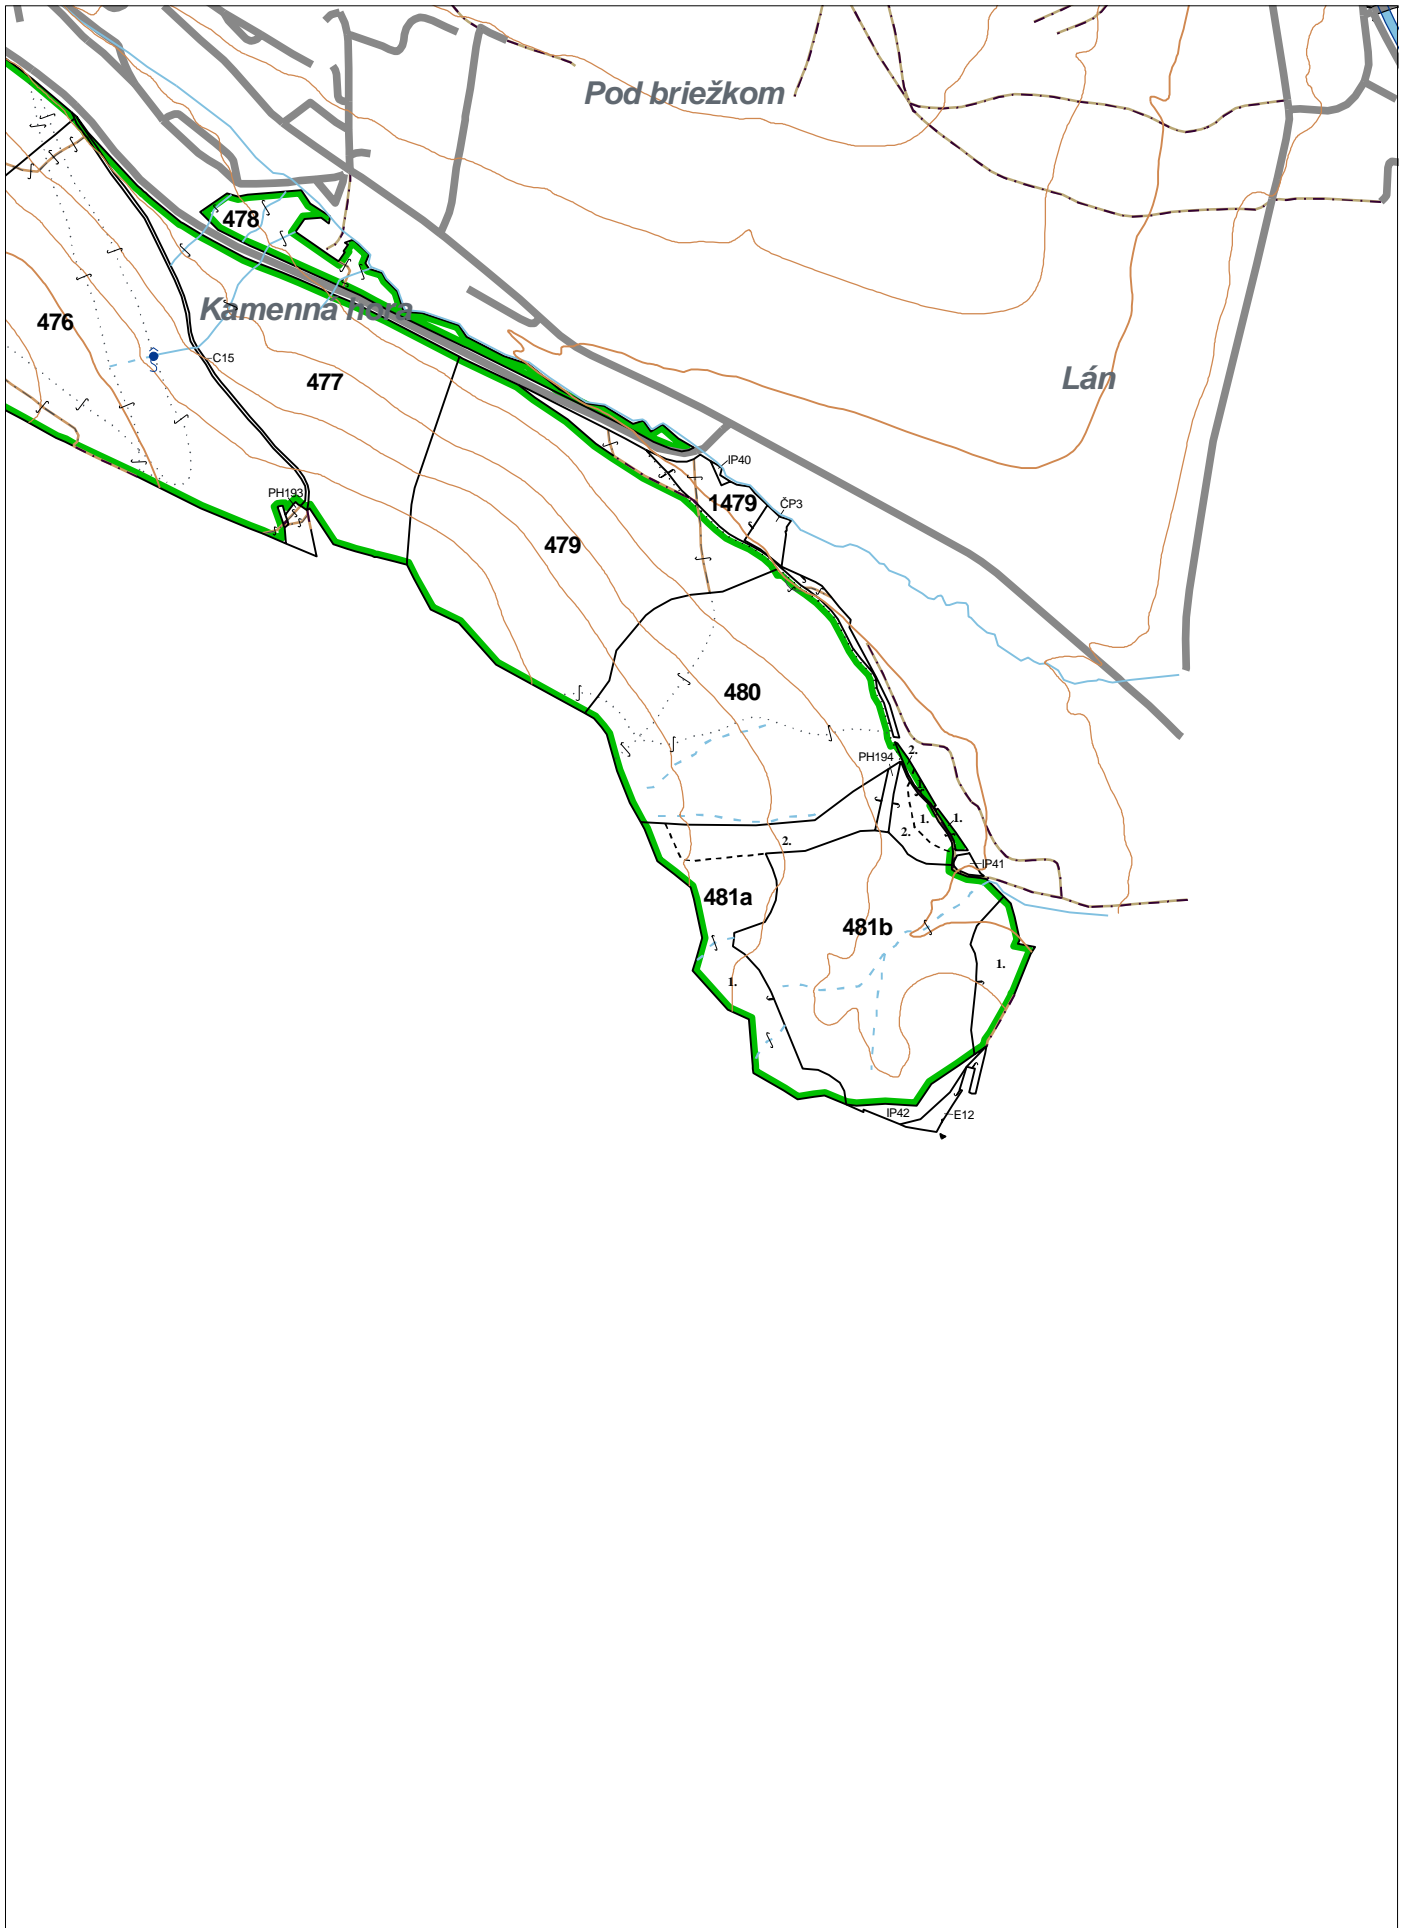 Pod briežkom
478
Kamenná hora
476
C15
477
Lán
IP40
PH193
1479
ČP3
479
480
2.
PH194
1.
1.
1.
2.
2.
IP41
481a
481b
1.
1.
IP42
E12